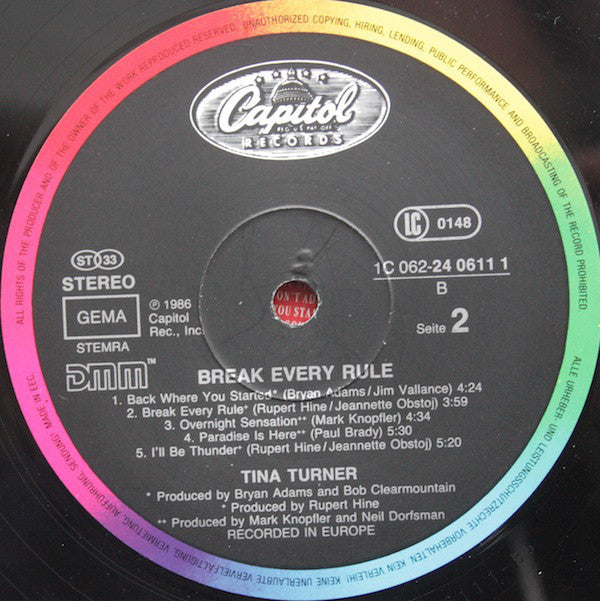 ALL RIGHTS OF THE PRODUCER AND OF THE OWNER OF THE WORK REPRODUCED RESERVED. UNAUTHORIZED COPYING, HIRING, LENDING, PUBLIC PERFORMANCE AND BROADCASTING OF THE RECORD PROHIBITED.
Capitol
REG. U.S. PAT. OFF.
RECORDS
LC 0148
ST 33
STEREO
1C 062-24 0611 1
B
GEMA
℗ 1986
Capitol
Rec., Inc.
ON'T AD
YOU STA
Seite 2
STEMRA
DMM™
BREAK EVERY RULE
1. Back Where You Started* (Bryan Adams/Jim Vallance) 4:24
2. Break Every Rule+ (Rupert Hine/Jeannette Obstoj) 3:59
3. Overnight Sensation++ (Mark Knopfler) 4:34
4. Paradise Is Here++ (Paul Brady) 5:30
5. I'll Be Thunder+ (Rupert Hine/Jeannette Obstoj) 5:20
TINA TURNER
* Produced by Bryan Adams and Bob Clearmountain
+ Produced by Rupert Hine
++ Produced by Mark Knopfler and Neil Dorfsman
RECORDED IN EUROPE
ALLE URHEBER- UND LEISTUNGSSCHUTZRECHTE VORBEHALTEN. KEIN VERLEIH! KEINE UNERLAUBTE VERVIELFÄLTIGUNG, VERMIETUNG, AUFFÜHRUNG, SENDUNG! MADE IN EEC.